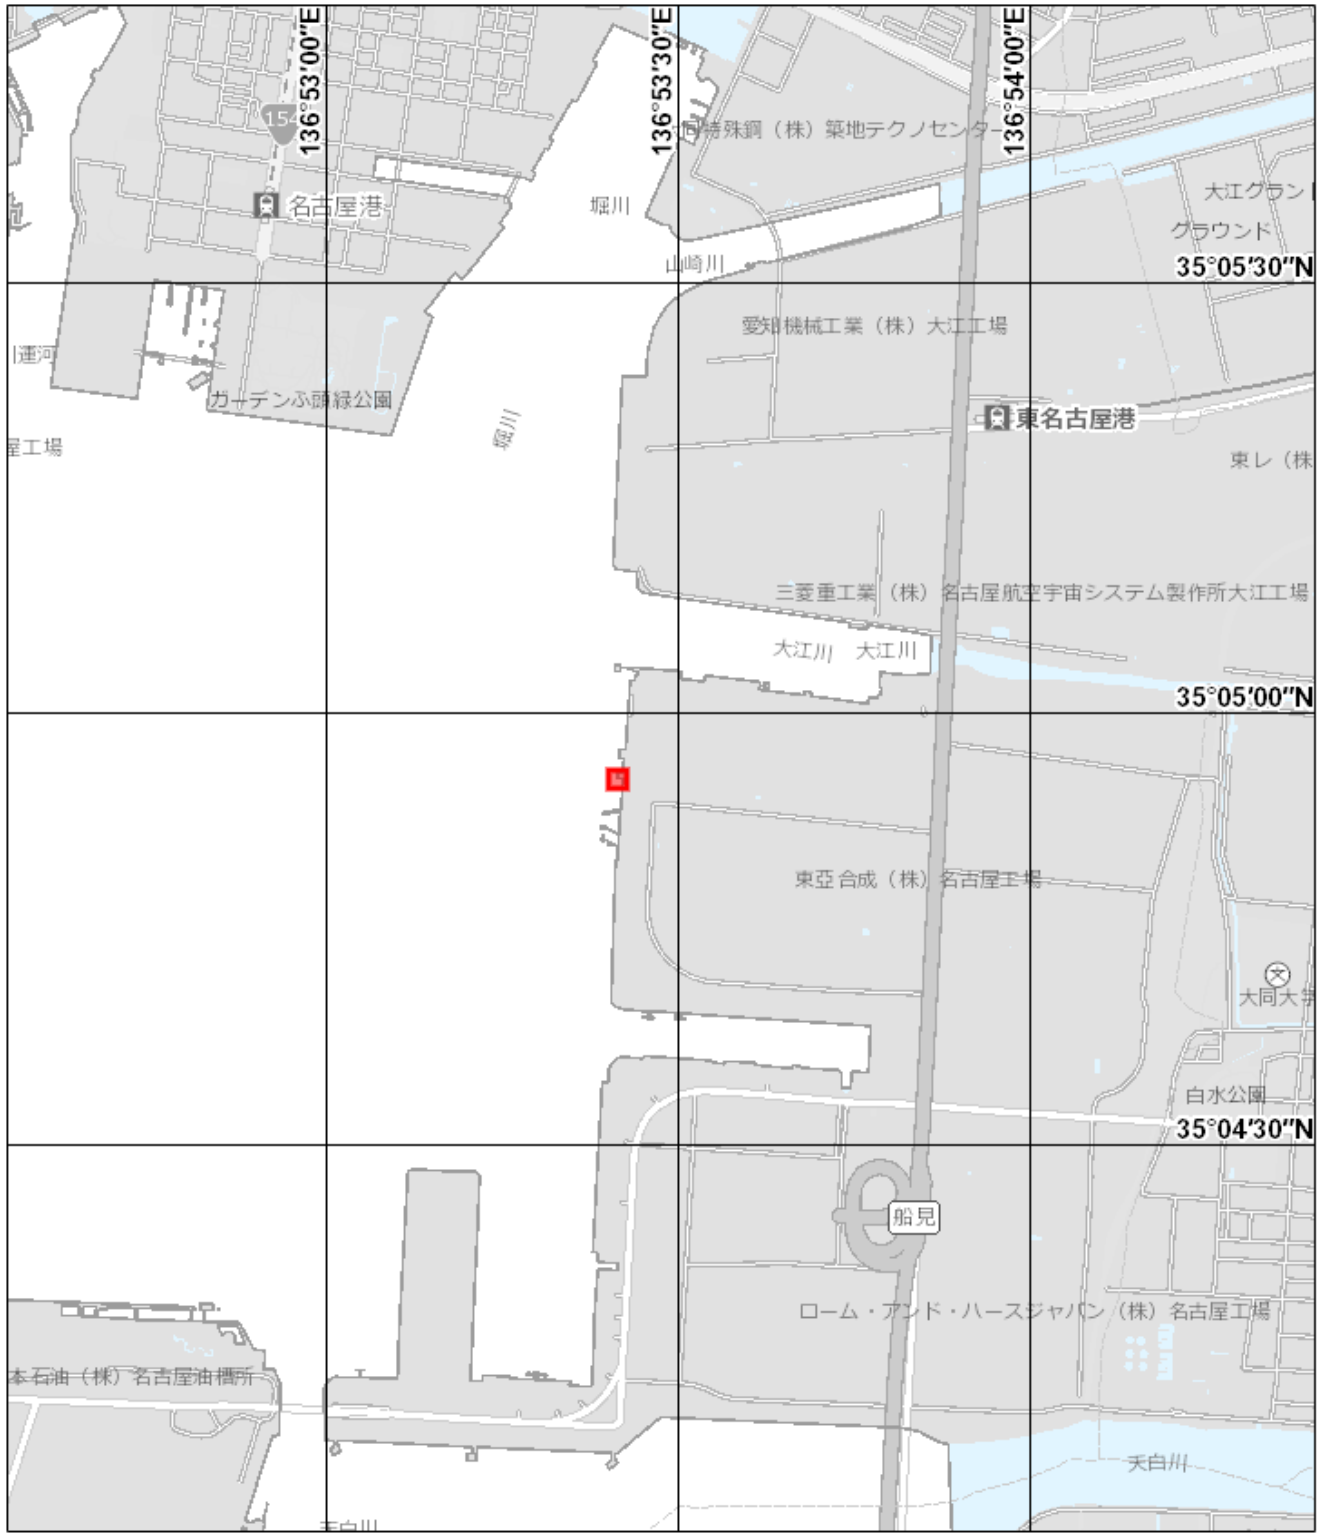 136°53′00″E
136°53′30″E
136°54′00″E
154
同特殊鋼（株）築地テクノセンター
名古屋港
堀川
大江グラン
グラウンド
山崎川
35°05′30″N
愛知機械工業（株）大江工場
運河
ガーデンふ頭緑公園
堀川
東名古屋港
屋工場
東レ（株
三菱重工業（株）名古屋航空宇宙システム製作所大江工場
大江川 大江川
35°05′00″N
東亞合成（株）名古屋工場
文
大同大学
白水公園
35°04′30″N
船見
ローム・アンド・ハースジャパン（株）名古屋工場
本石油（株）名古屋油槽所
天白川
天白川